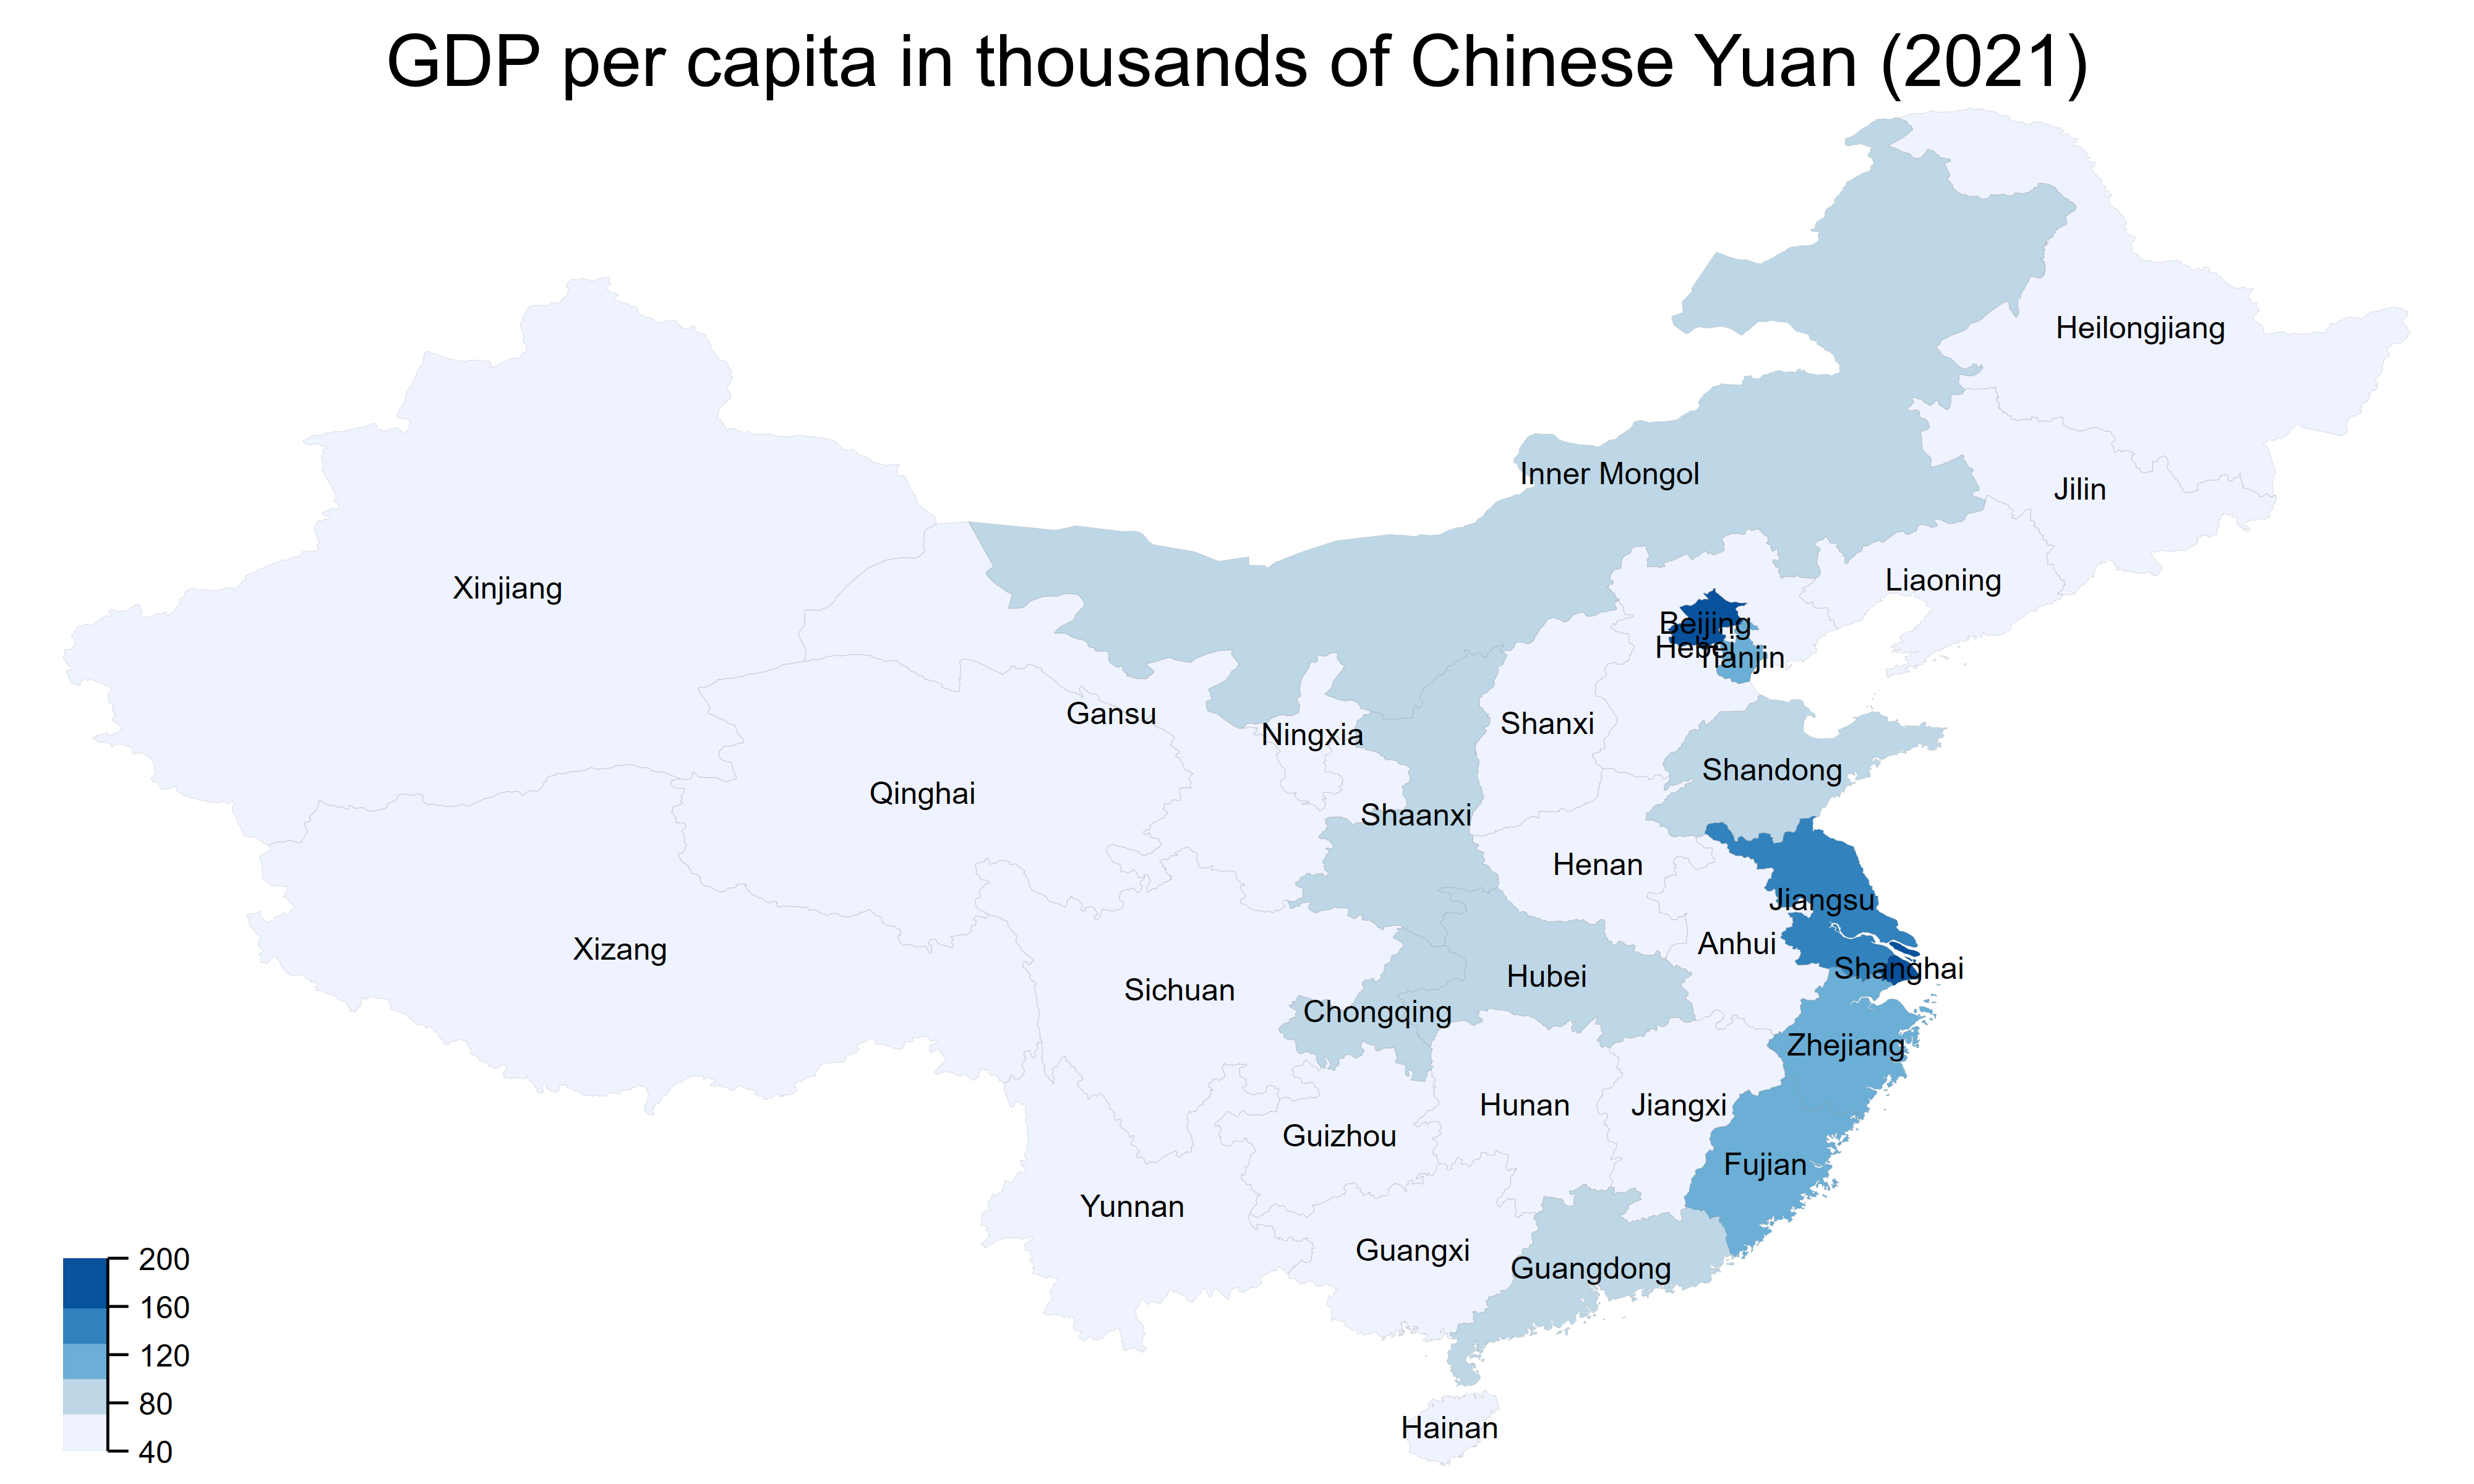 GDP per capita in thousands of Chinese Yuan (2021)
Heilongjiang
Inner Mongol
Jilin
Xinjiang
Liaoning
Beijing
Hebei
Tianjin
Gansu
Ningxia
Shanxi
Shandong
Qinghai
Shaanxi
Henan
Jiangsu
Xizang
Anhui
Shanghai
Sichuan
Hubei
Chongqing
Zhejiang
Hunan
Jiangxi
Guizhou
Fujian
Yunnan
Guangxi
Guangdong
Hainan
200
160
120
80
40